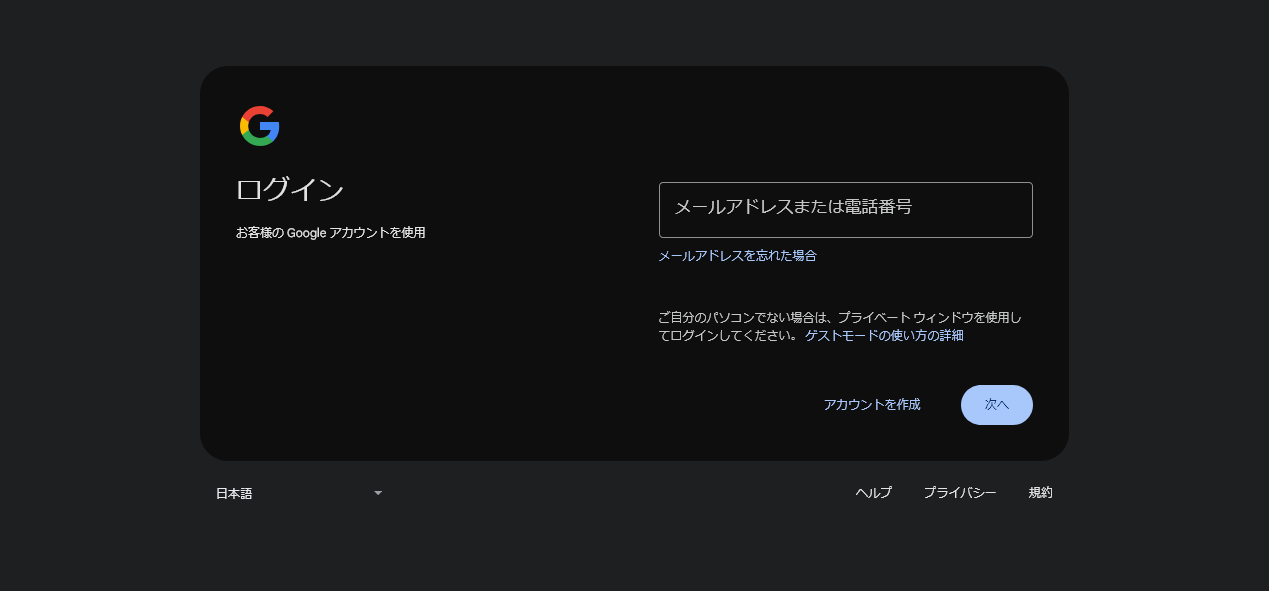 ログイン
お客様の Google アカウントを使用
メールアドレスまたは電話番号
メールアドレスを忘れた場合
ご自分のパソコンでない場合は、プライベート ウィンドウを使用し
てログインしてください。 ゲストモードの使い方の詳細
アカウントを作成
次へ
日本語
ヘルプ
プライバシー
規約